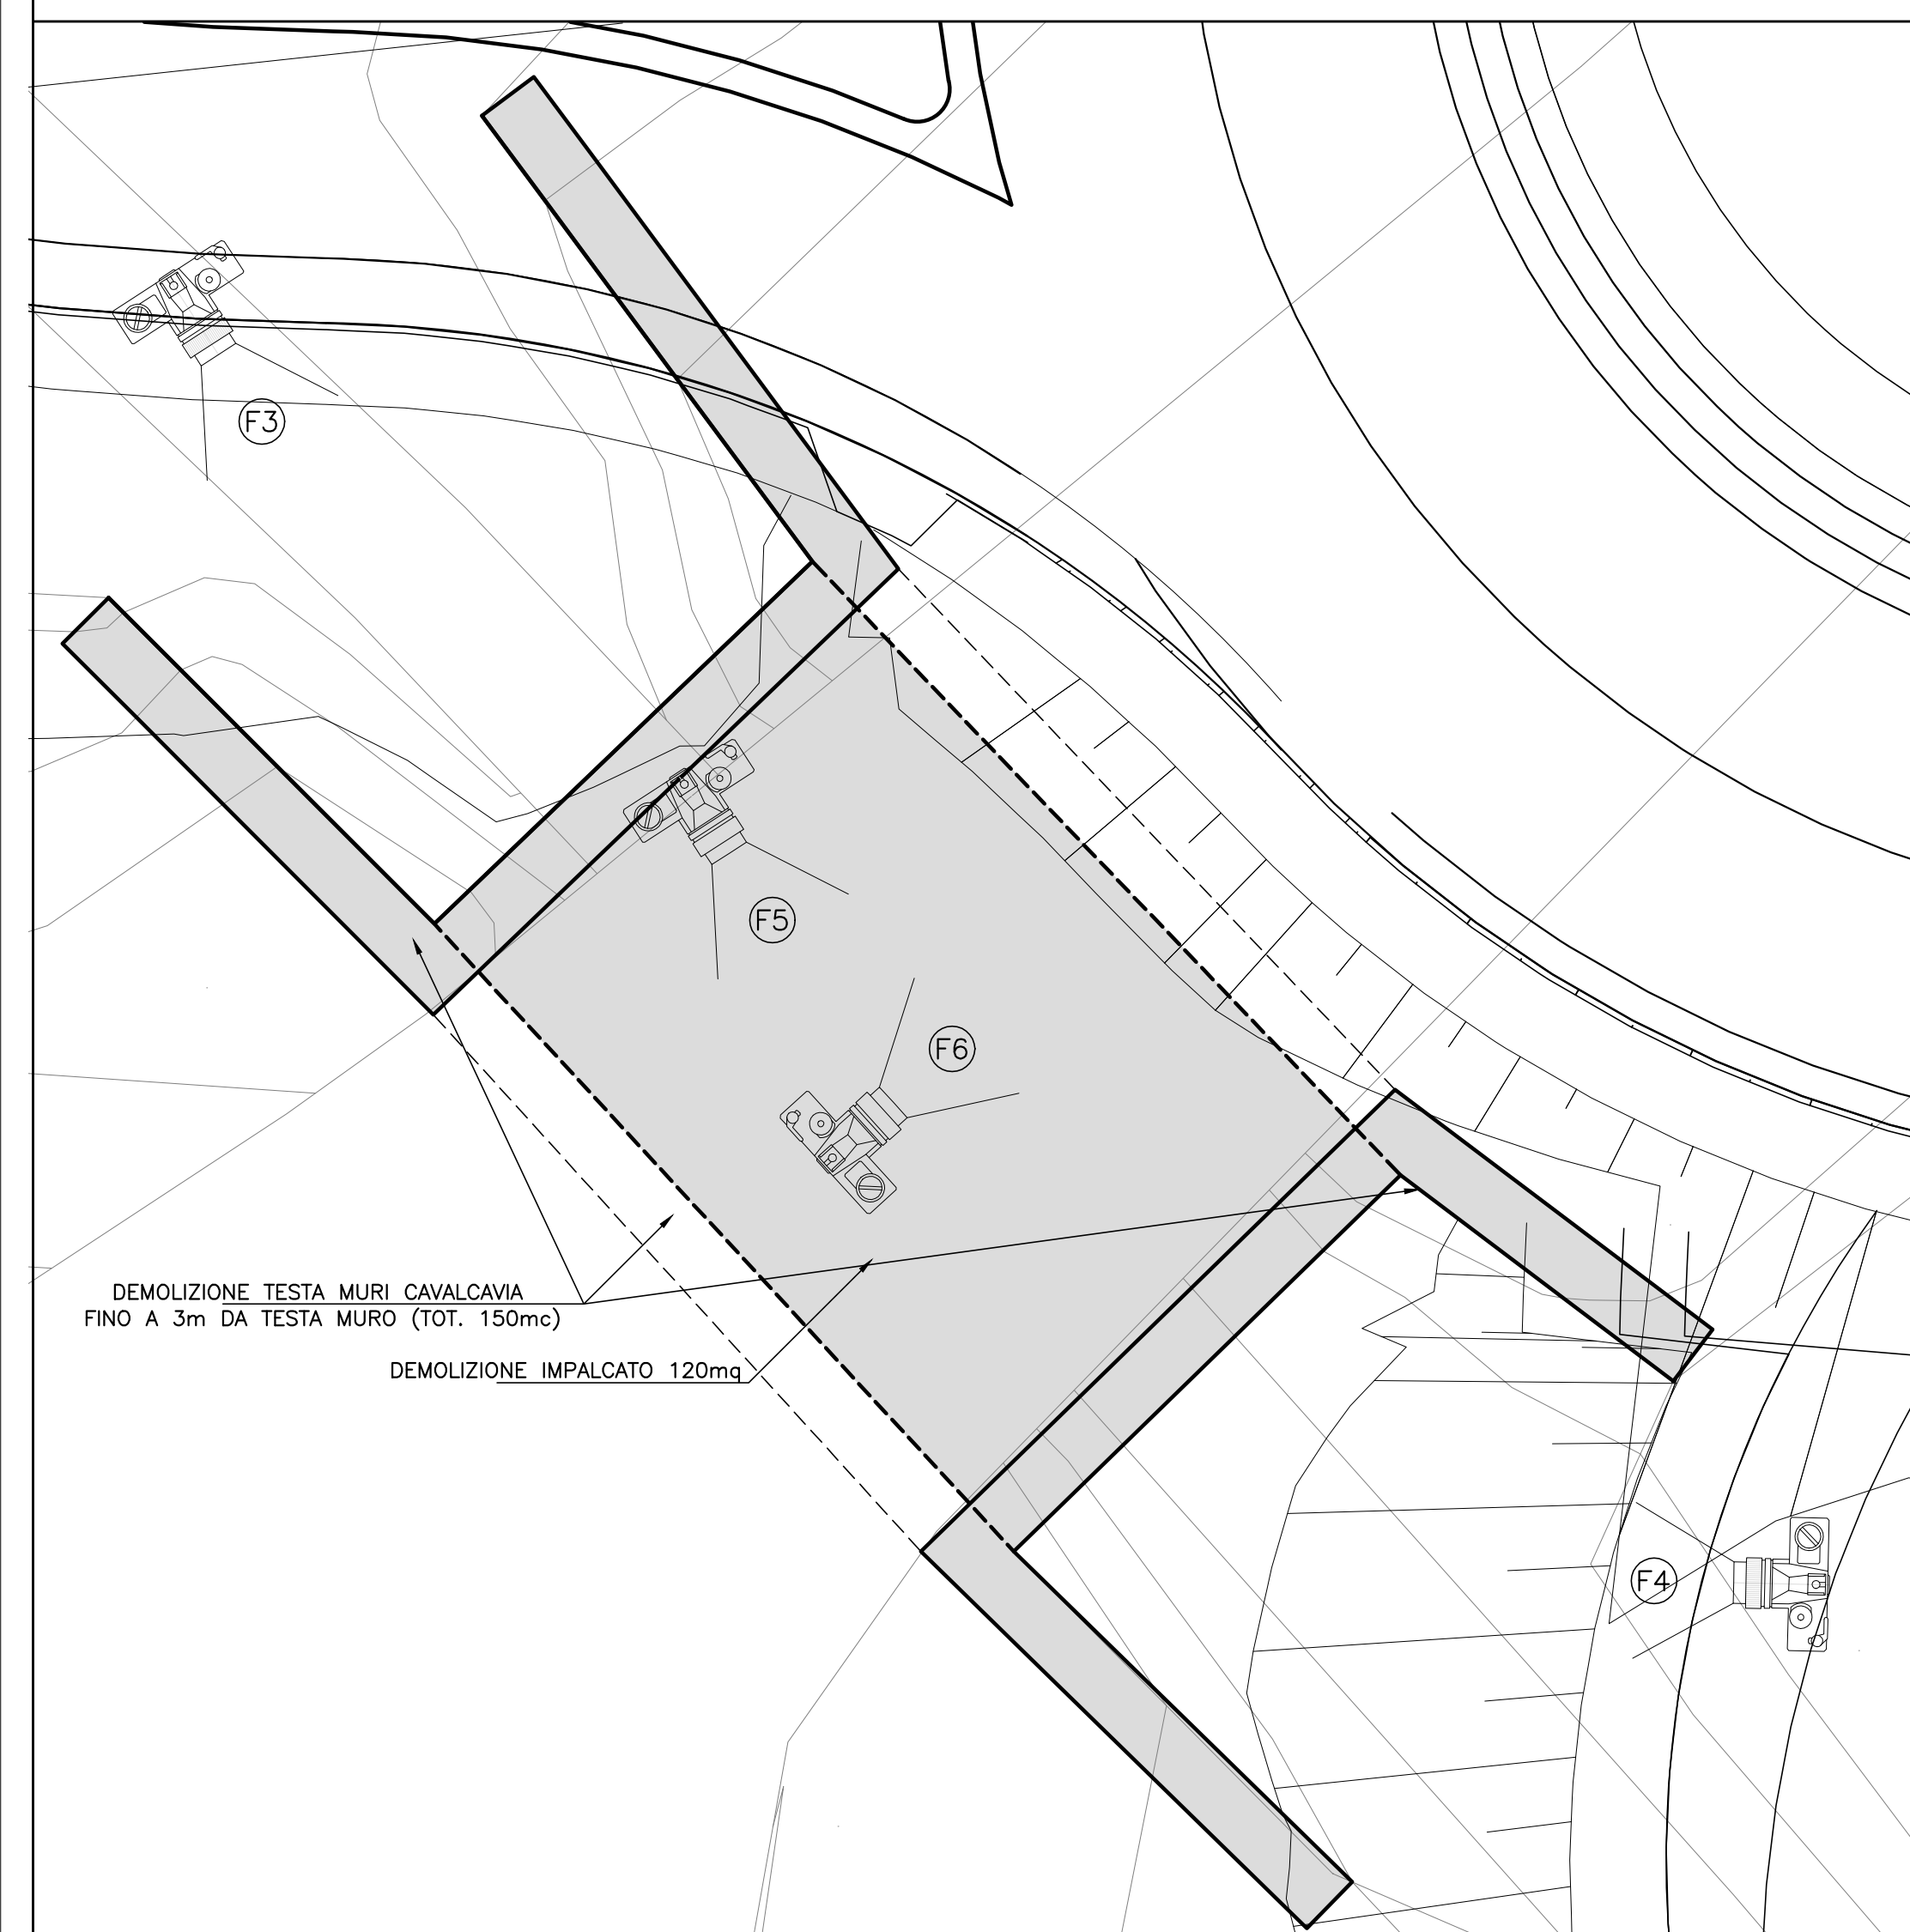 F3
F5
F6
DEMOLIZIONE TESTA MURI CAVALCAVIA
FINO A 3m DA TESTA MURO (TOT. 150mc)
DEMOLIZIONE IMPALCATO 120mq
F4